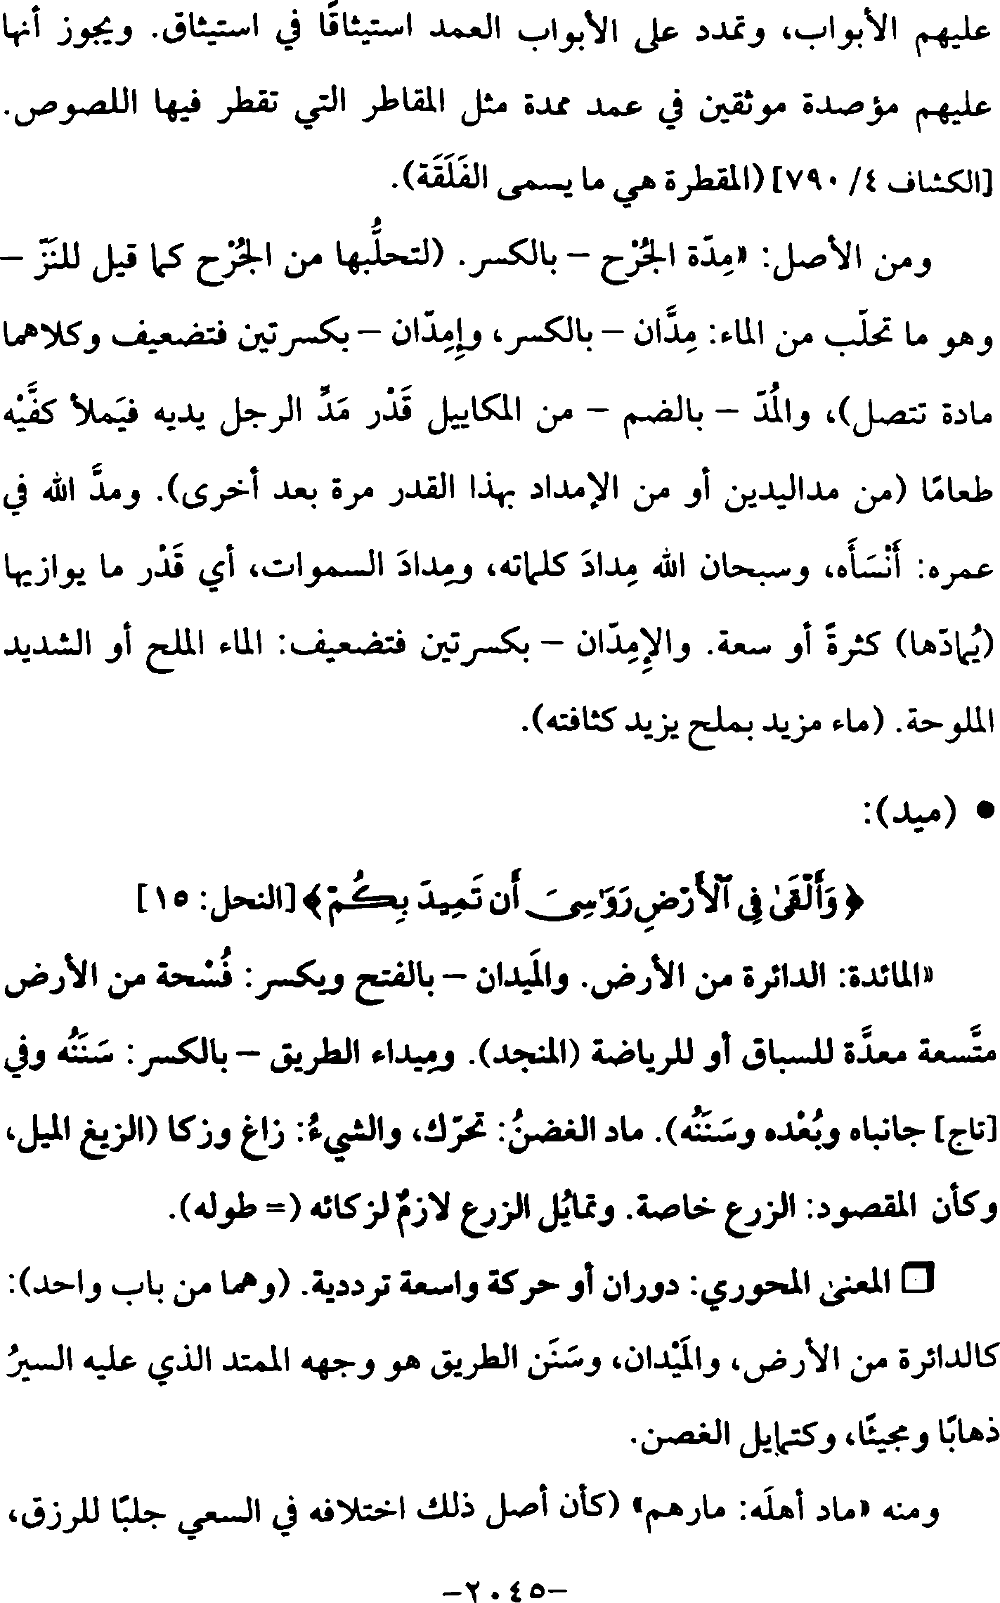 عليهم الأبواب، وتمدد على الأبواب العمد استيثاقًا في استيثاق. ويجوز أنها
عليهم مؤصدة موثقين في عمد ممدة مثل المقاطر التي تقطر فيها اللصوص.
[الكشاف ٤/ ٧٩٠] (المقطرة هي ما يسمى الفَلَقَة).
ومن الأصل: «مِدّة الجُرْح – بالكسر. (لتحلُّبها من الجُرْح كما قيل للنَزّ –
وهو ما تحلّب من الماء: مِدَّان – بالكسر، وإِمِدّان – بكسرتين فتضعيف وكلاهما
مادة تتصل)، والمُدّ – بالضم – من المكاييل قَدْر مَدِّ الرجل يديه فيَملأ كفَّيْه
طعامًا (من مداليدين أو من الإمداد بهذا القدر مرة بعد أخرى). ومدَّ الله في
عمره: أَنْسَأَه، وسبحان الله مِدادَ كلماته، ومِدادَ السموات، أي قَدْر ما يوازيها
(يُمادّها) كثرةً أو سعة. والإِمِدّان – بكسرتين فتضعيف: الماء الملح أو الشديد
الملوحة. (ماء مزيد بملح يزيد كثافته).
• (ميد):
﴿وَأَلْقَىٰ فِي ٱلْأَرْضِ رَوَٰسِيَ أَن تَمِيدَ بِكُمْ﴾ [النحل: ١٥]
«المائدة: الدائرة من الأرض. والمَيدان – بالفتح ويكسر: فُسْحة من الأرض
متَّسعة معدَّة للسباق أو للرياضة (المنجد). ومِيداء الطريق – بالكسر: سَنَنُه وفي
[تاج] جانباه وبُعْده وسَنَنُه). ماد الغضنُ: تحرّك، والشيءُ: زاغ وزكا (الزيغ الميل،
وكأن المقصود: الزرع خاصة. وتمايُل الزرع لازمٌ لزكائه (= طوله).
□ المعنى المحوري: دوران أو حركة واسعة ترددية. (وهما من باب واحد):
كالدائرة من الأرض، والمَيْدان، وسَنَن الطريق هو وجهه الممتد الذي عليه السيرُ
ذهابًا ومجيئًا، وكتمايل الغصن.
ومنه «ماد أهلَه: مارهم» (كأن أصل ذلك اختلافه في السعي جلبًا للرزق،
–٢٠٤٥–